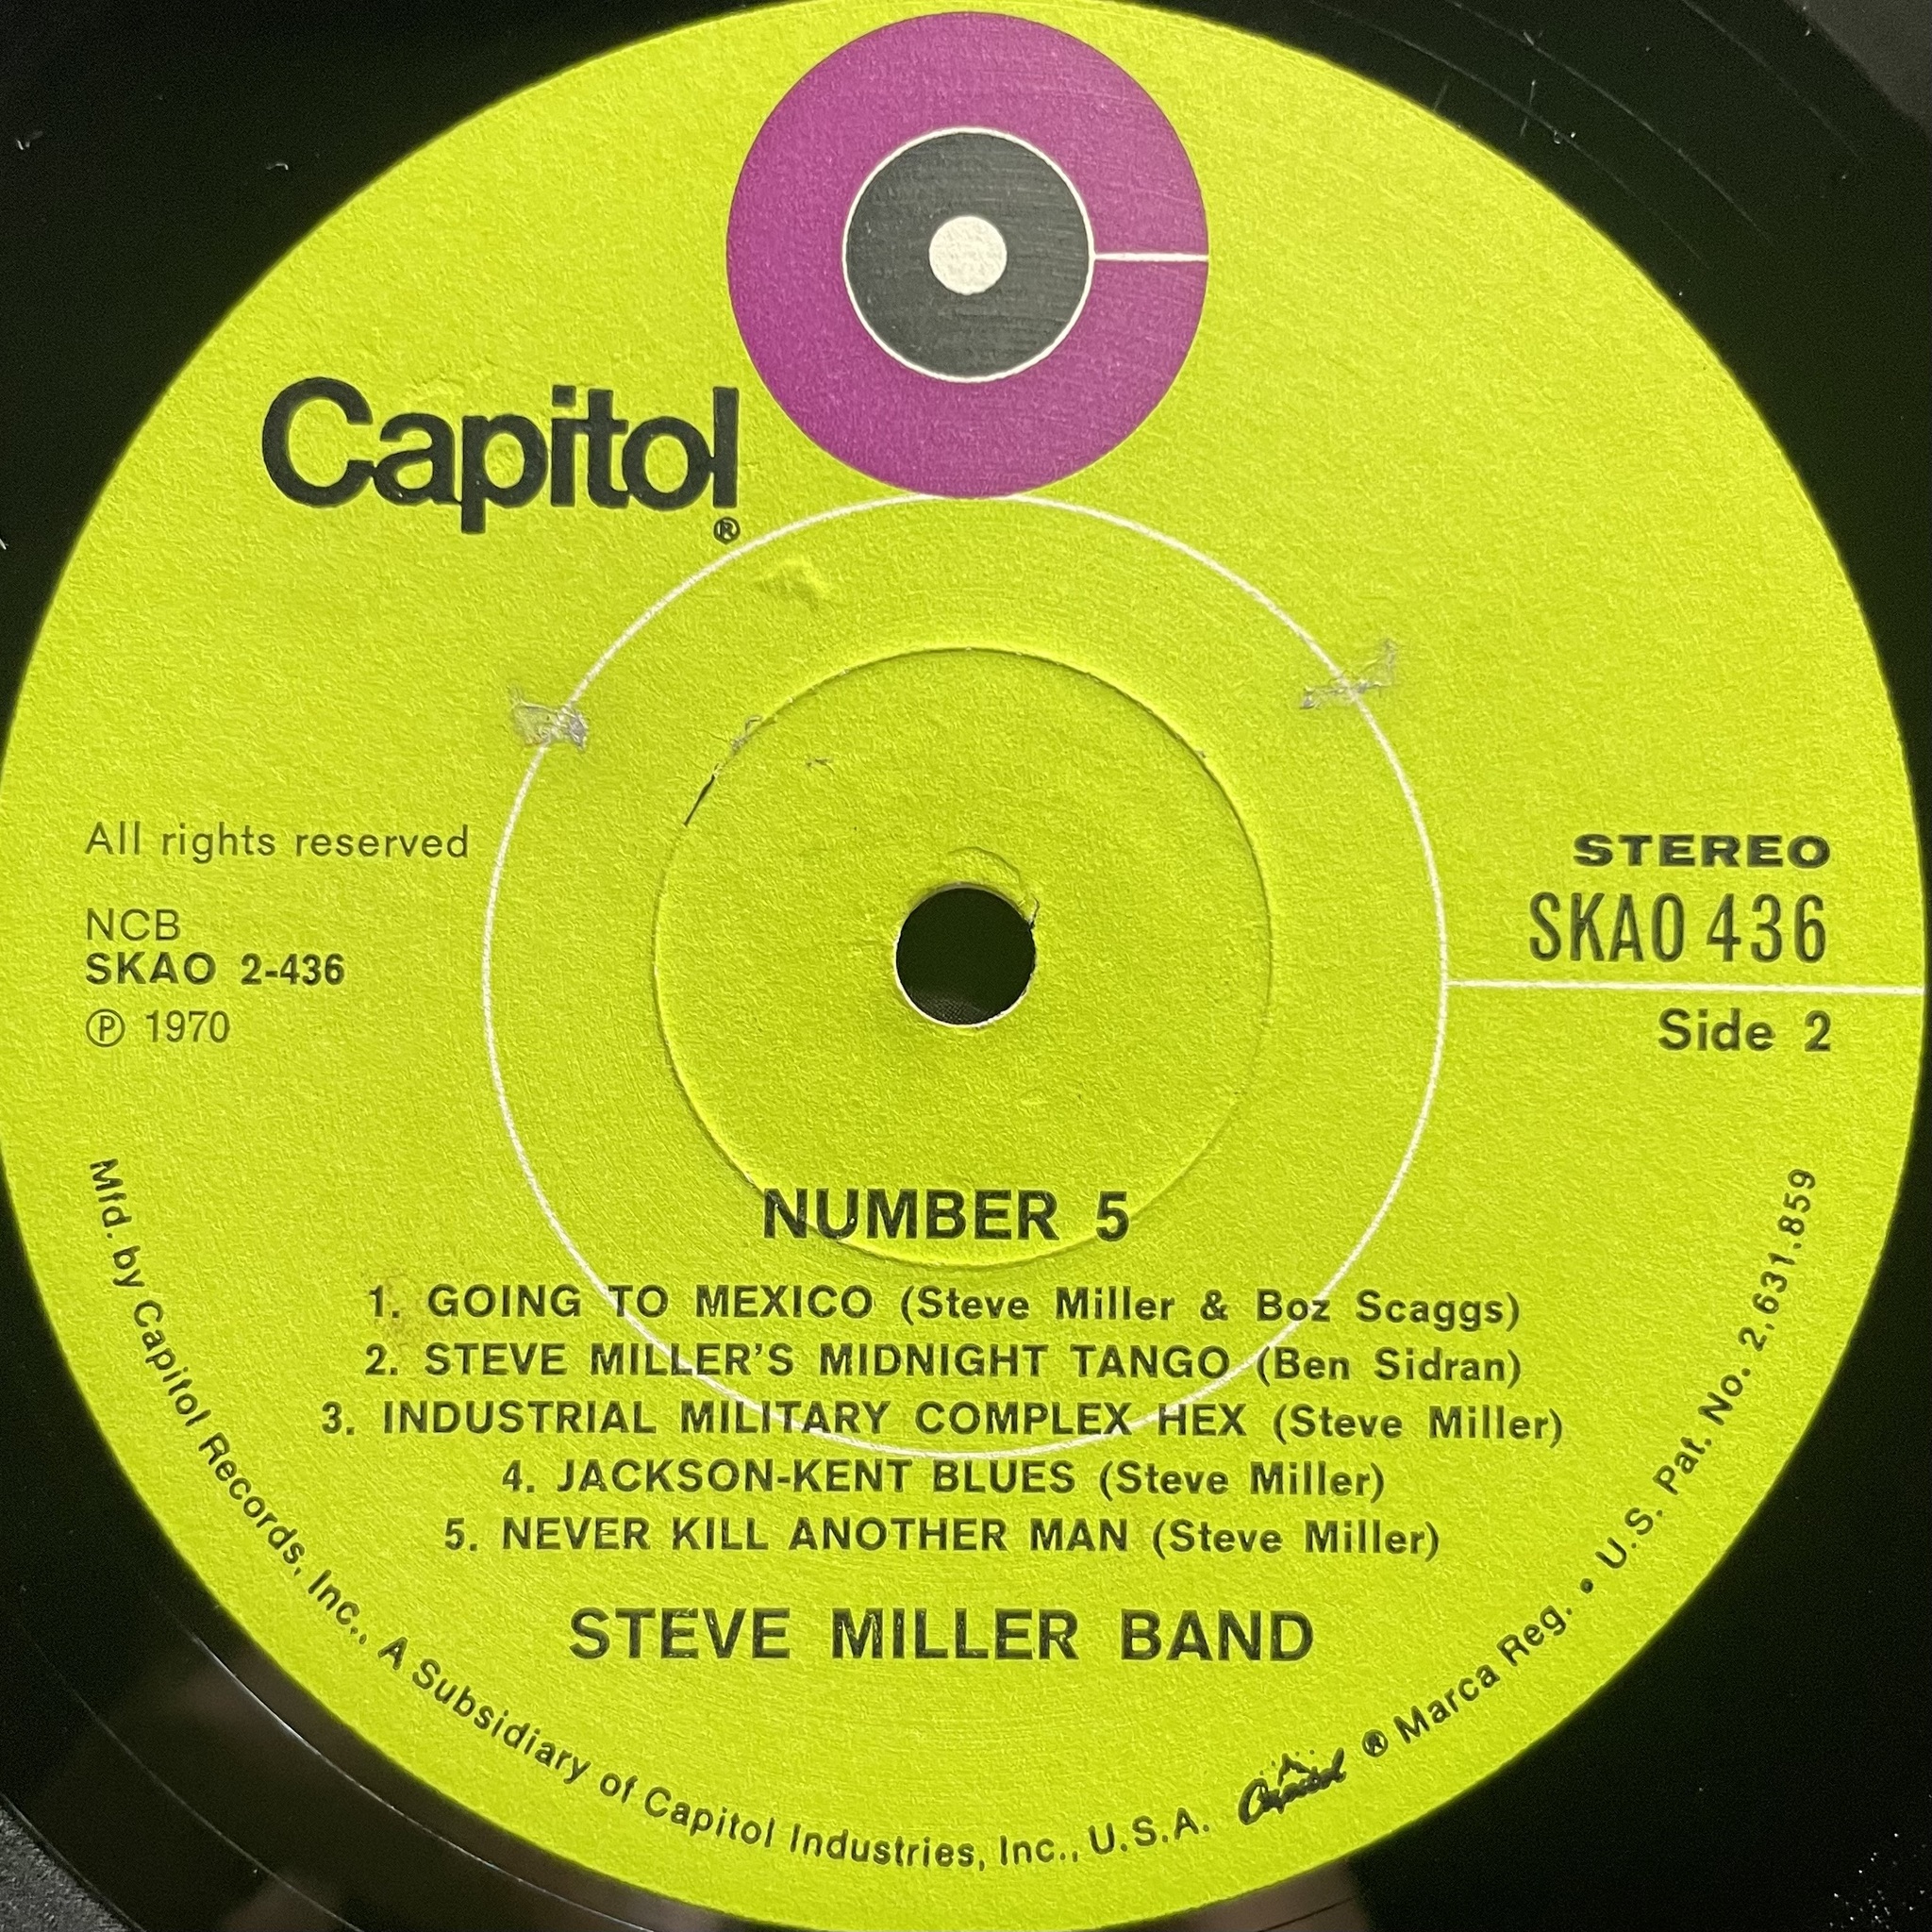 Capitol®
All rights reserved
NCB
SKAO 2-436
℗ 1970
STEREO
SKAO 436
Side 2
NUMBER 5
1. GOING TO MEXICO (Steve Miller & Boz Scaggs)
2. STEVE MILLER'S MIDNIGHT TANGO (Ben Sidran)
3. INDUSTRIAL MILITARY COMPLEX HEX (Steve Miller)
4. JACKSON-KENT BLUES (Steve Miller)
5. NEVER KILL ANOTHER MAN (Steve Miller)
STEVE MILLER BAND
Mfd. by Capitol Records, Inc., A Subsidiary of Capitol Industries, Inc., U.S.A. Capitol ® Marca Reg. • U.S. Pat. No. 2,631.859